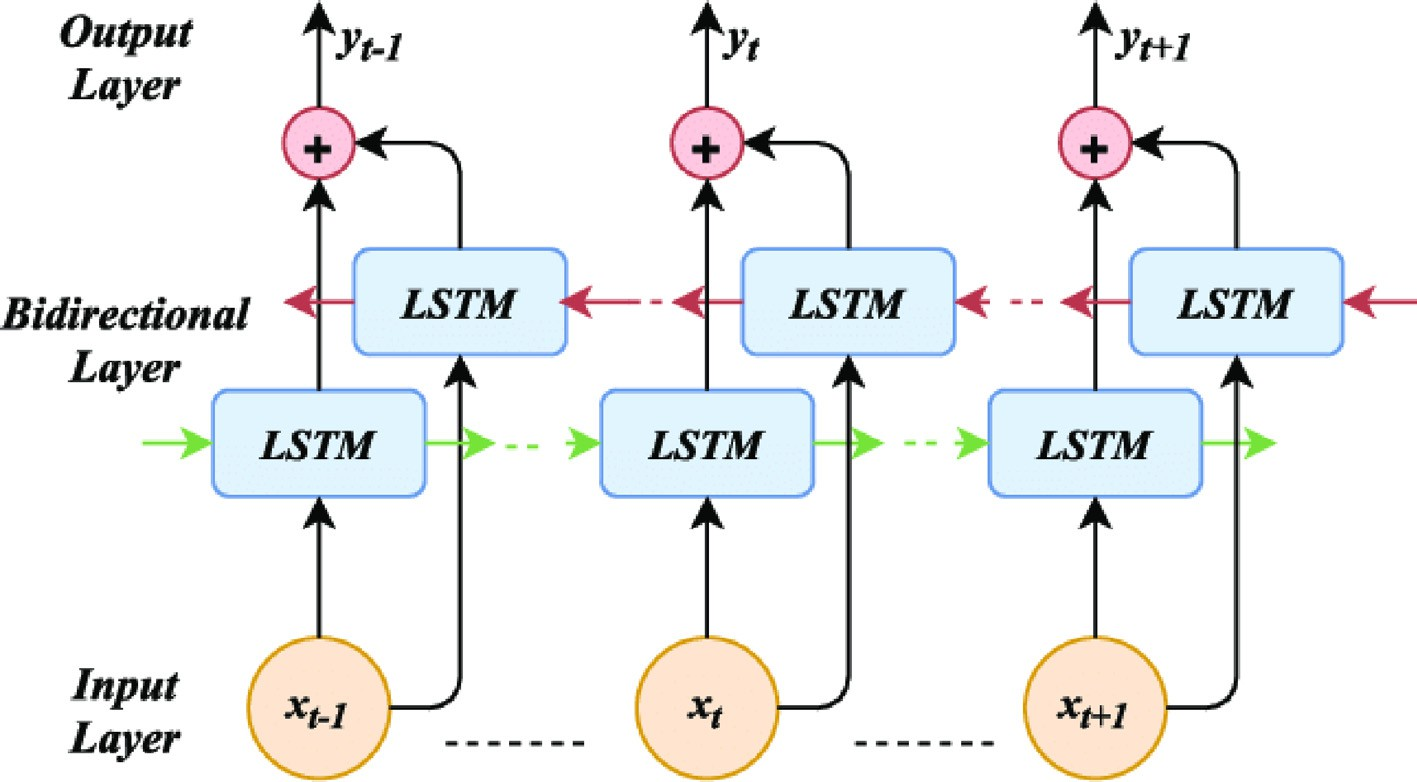 Output
Layer
y_{t-1}
y_t
y_{t+1}
+
+
+
Bidirectional
Layer
LSTM
LSTM
LSTM
LSTM
LSTM
LSTM
Input
Layer
x_{t-1}
x_t
x_{t+1}